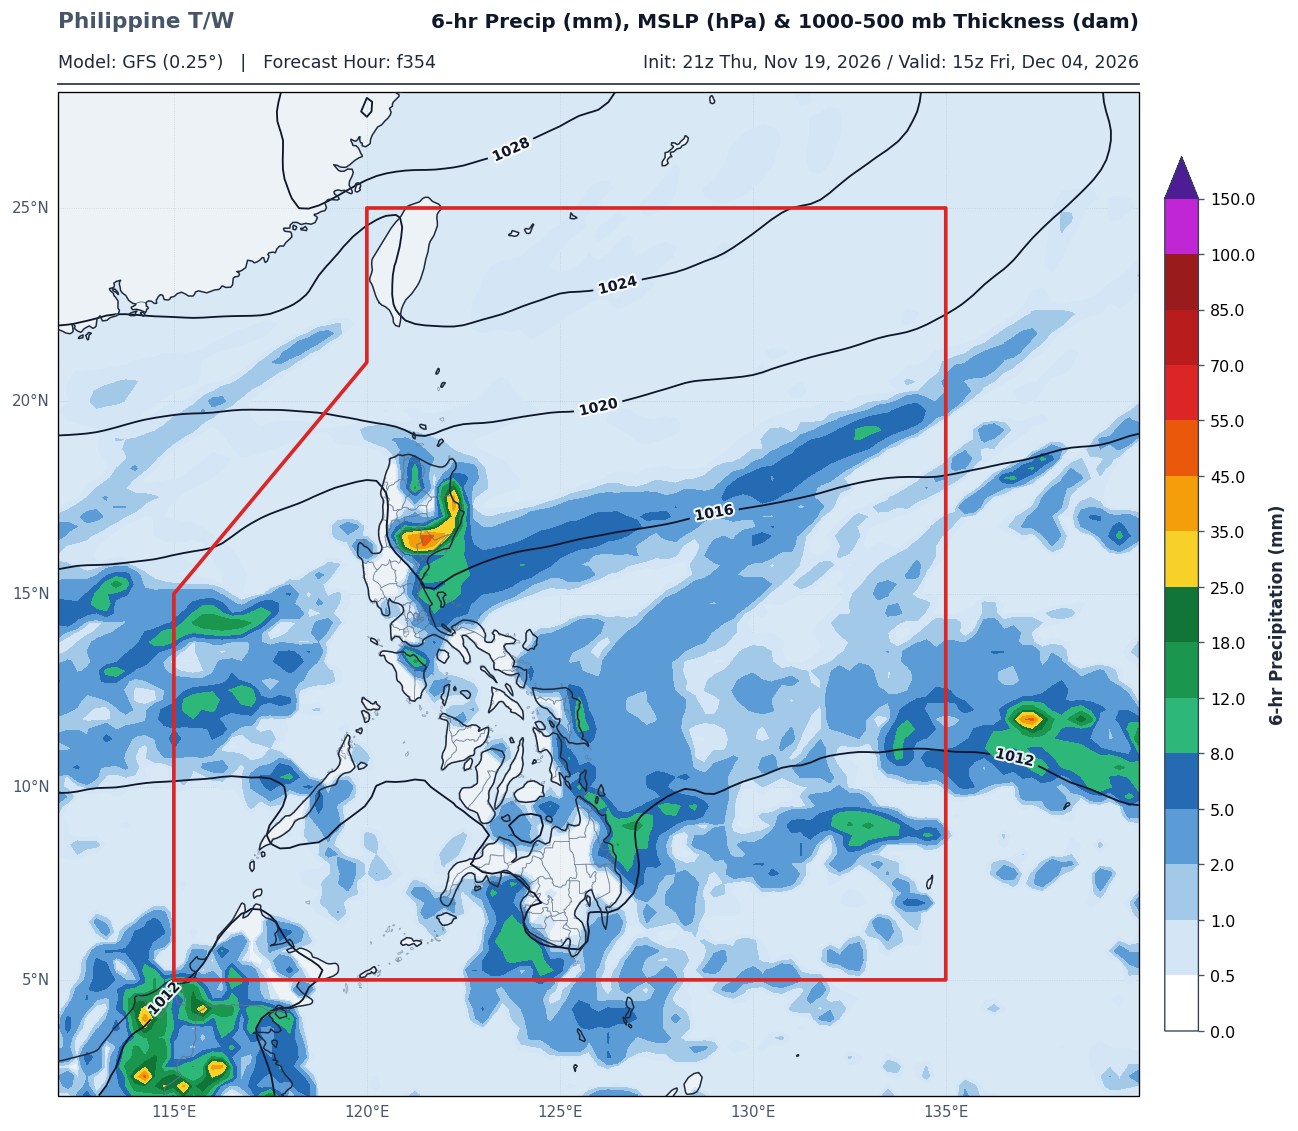 Philippine T/W
6-hr Precip (mm), MSLP (hPa) & 1000-500 mb Thickness (dam)
Model: GFS (0.25°) | Forecast Hour: f354
Init: 21z Thu, Nov 19, 2026 / Valid: 15z Fri, Dec 04, 2026
1028
1024
1020
1016
1012
1012
25°N
20°N
15°N
10°N
5°N
115°E
120°E
125°E
130°E
135°E
150.0
100.0
85.0
70.0
55.0
45.0
35.0
25.0
18.0
12.0
8.0
5.0
2.0
1.0
0.5
0.0
6-hr Precipitation (mm)